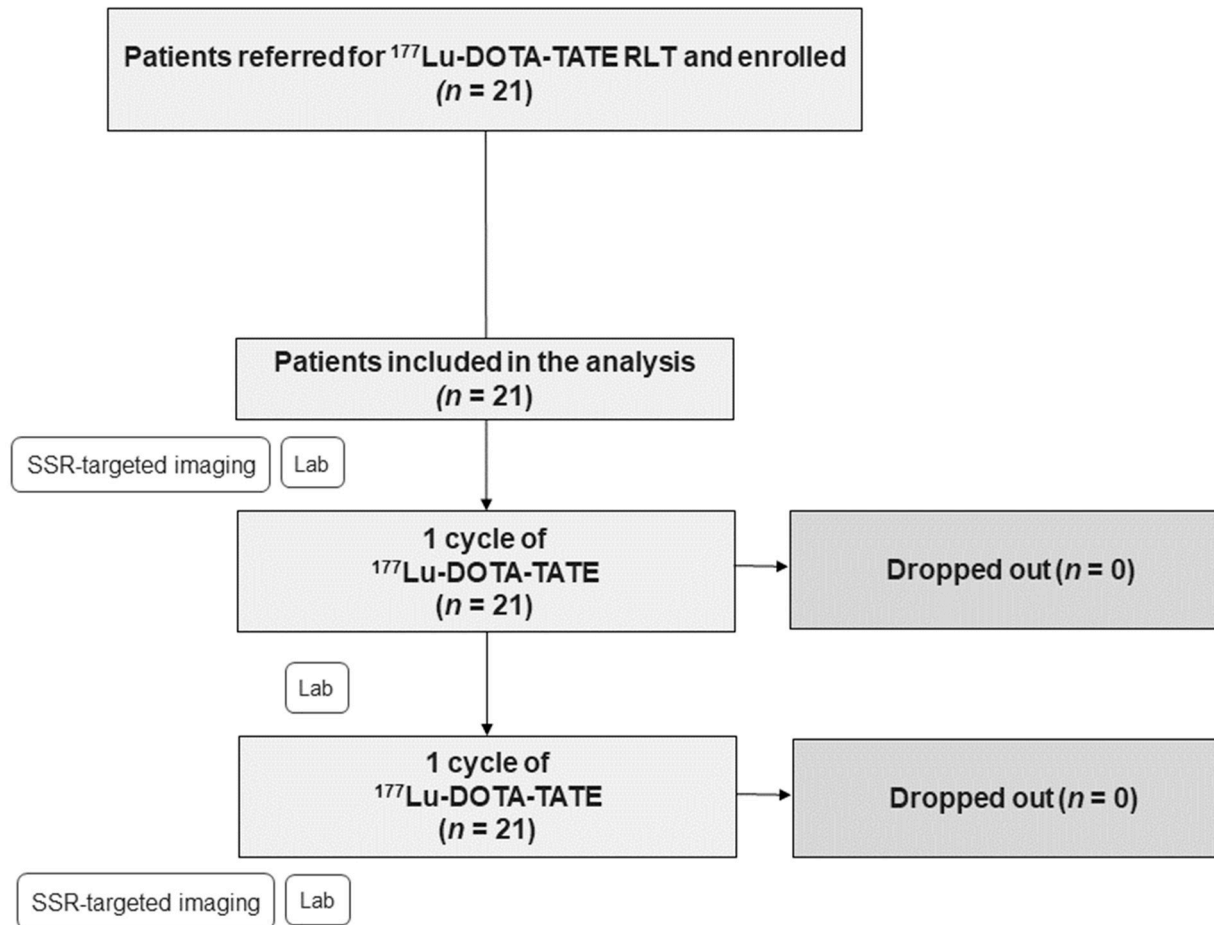 Patients referred for ¹⁷⁷Lu-DOTA-TATE RLT and enrolled
(n = 21)
Patients included in the analysis
(n = 21)
SSR-targeted imaging
Lab
1 cycle of
¹⁷⁷Lu-DOTA-TATE
(n = 21)
Dropped out (n = 0)
Lab
1 cycle of
¹⁷⁷Lu-DOTA-TATE
(n = 21)
Dropped out (n = 0)
SSR-targeted imaging
Lab